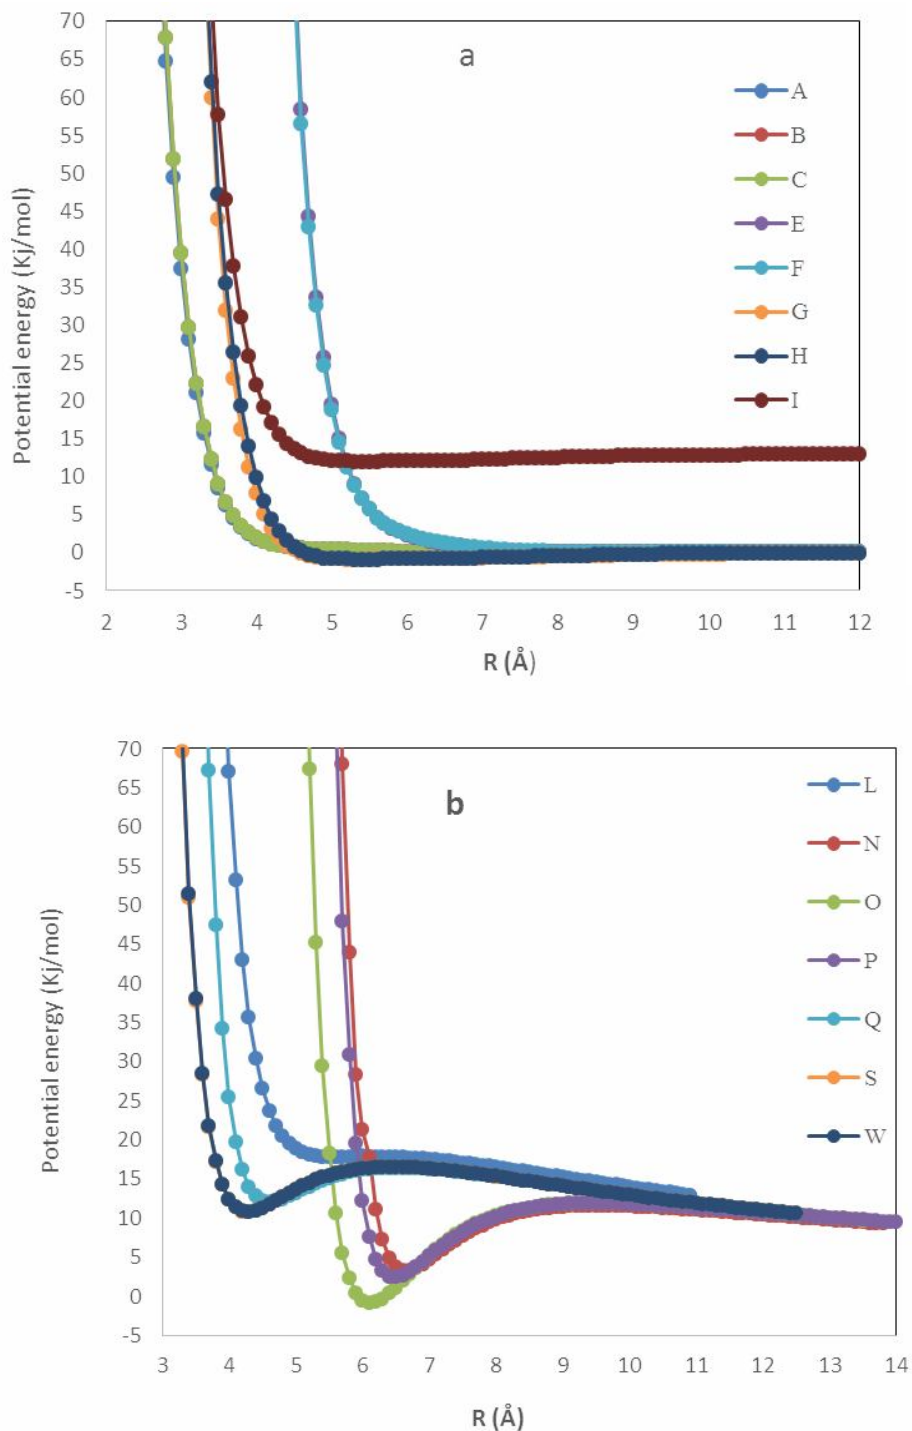 a
70
65
60
55
50
45
40
35
30
25
20
15
10
5
0
-5
Potential energy (Kj/mol)
A
B
C
E
F
G
H
I
2 3 4 5 6 7 8 9 10 11 12
R (Å)
b
70
65
60
55
50
45
40
35
30
25
20
15
10
5
0
-5
Potential energy (Kj/mol)
L
N
O
P
Q
S
W
3 4 5 6 7 8 9 10 11 12 13 14
R (Å)